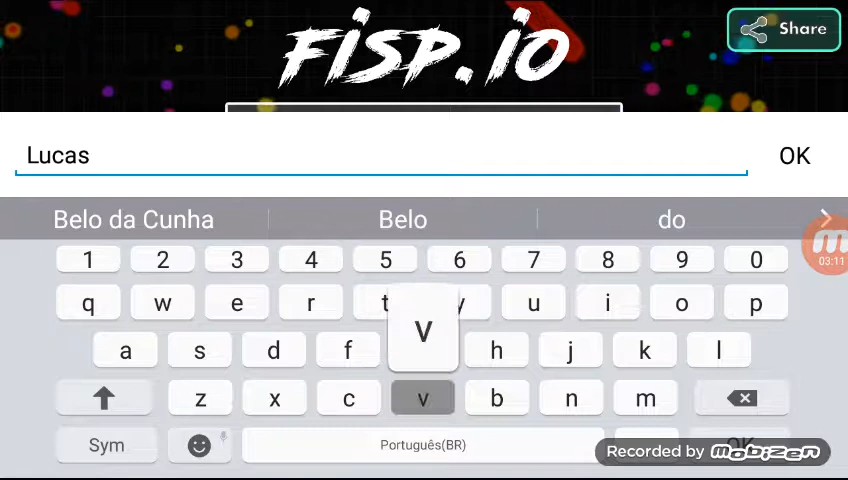 FISP.IO
Share
Lucas
OK
Belo da Cunha Belo do
03:11
1 2 3 4 5 6 7 8 9 0
q w e r t y u i o p
a s d f v h j k l
z x c v b n m
Sym Português(BR) OK
Recorded by MOBIZEN